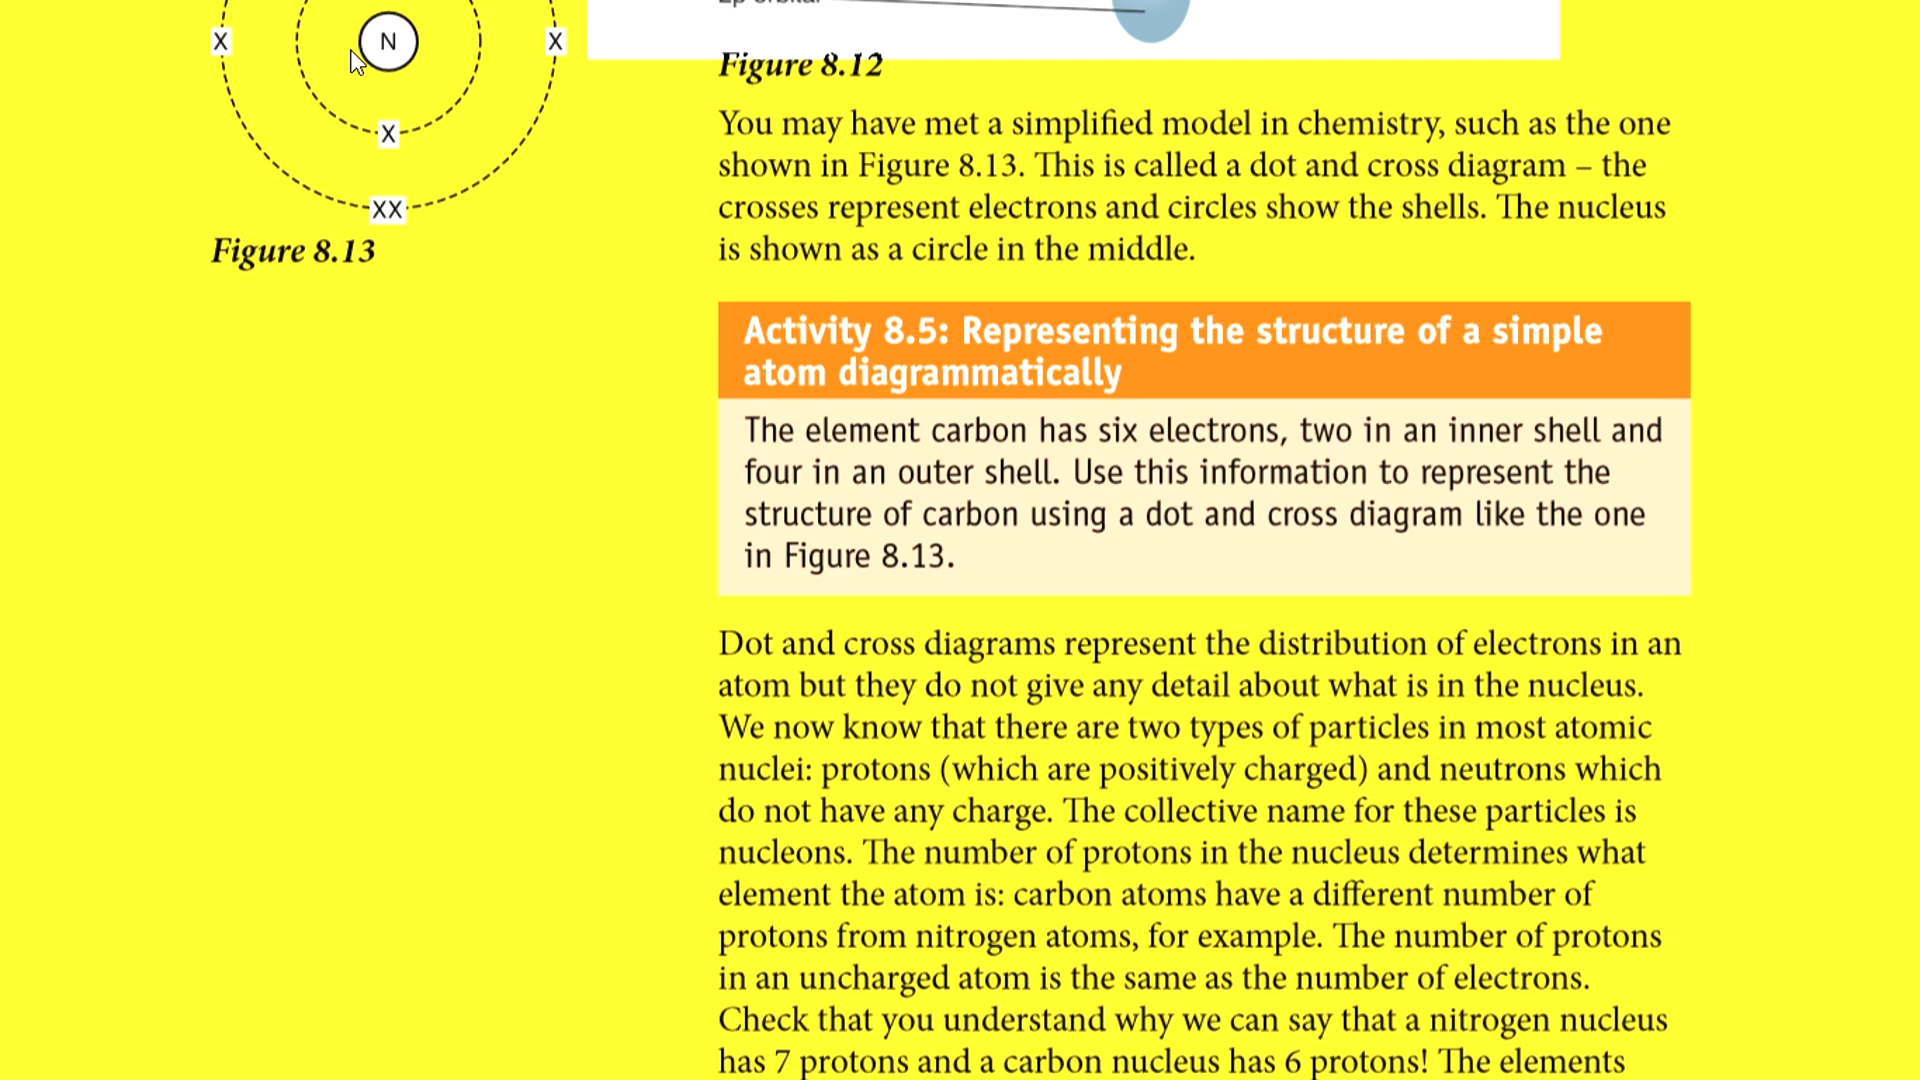 X
N
X
X
XX
Figure 8.13
Figure 8.12
You may have met a simplified model in chemistry, such as the one
shown in Figure 8.13. This is called a dot and cross diagram – the
crosses represent electrons and circles show the shells. The nucleus
is shown as a circle in the middle.
Activity 8.5: Representing the structure of a simple
atom diagrammatically
The element carbon has six electrons, two in an inner shell and
four in an outer shell. Use this information to represent the
structure of carbon using a dot and cross diagram like the one
in Figure 8.13.
Dot and cross diagrams represent the distribution of electrons in an
atom but they do not give any detail about what is in the nucleus.
We now know that there are two types of particles in most atomic
nuclei: protons (which are positively charged) and neutrons which
do not have any charge. The collective name for these particles is
nucleons. The number of protons in the nucleus determines what
element the atom is: carbon atoms have a different number of
protons from nitrogen atoms, for example. The number of protons
in an uncharged atom is the same as the number of electrons.
Check that you understand why we can say that a nitrogen nucleus
has 7 protons and a carbon nucleus has 6 protons! The elements